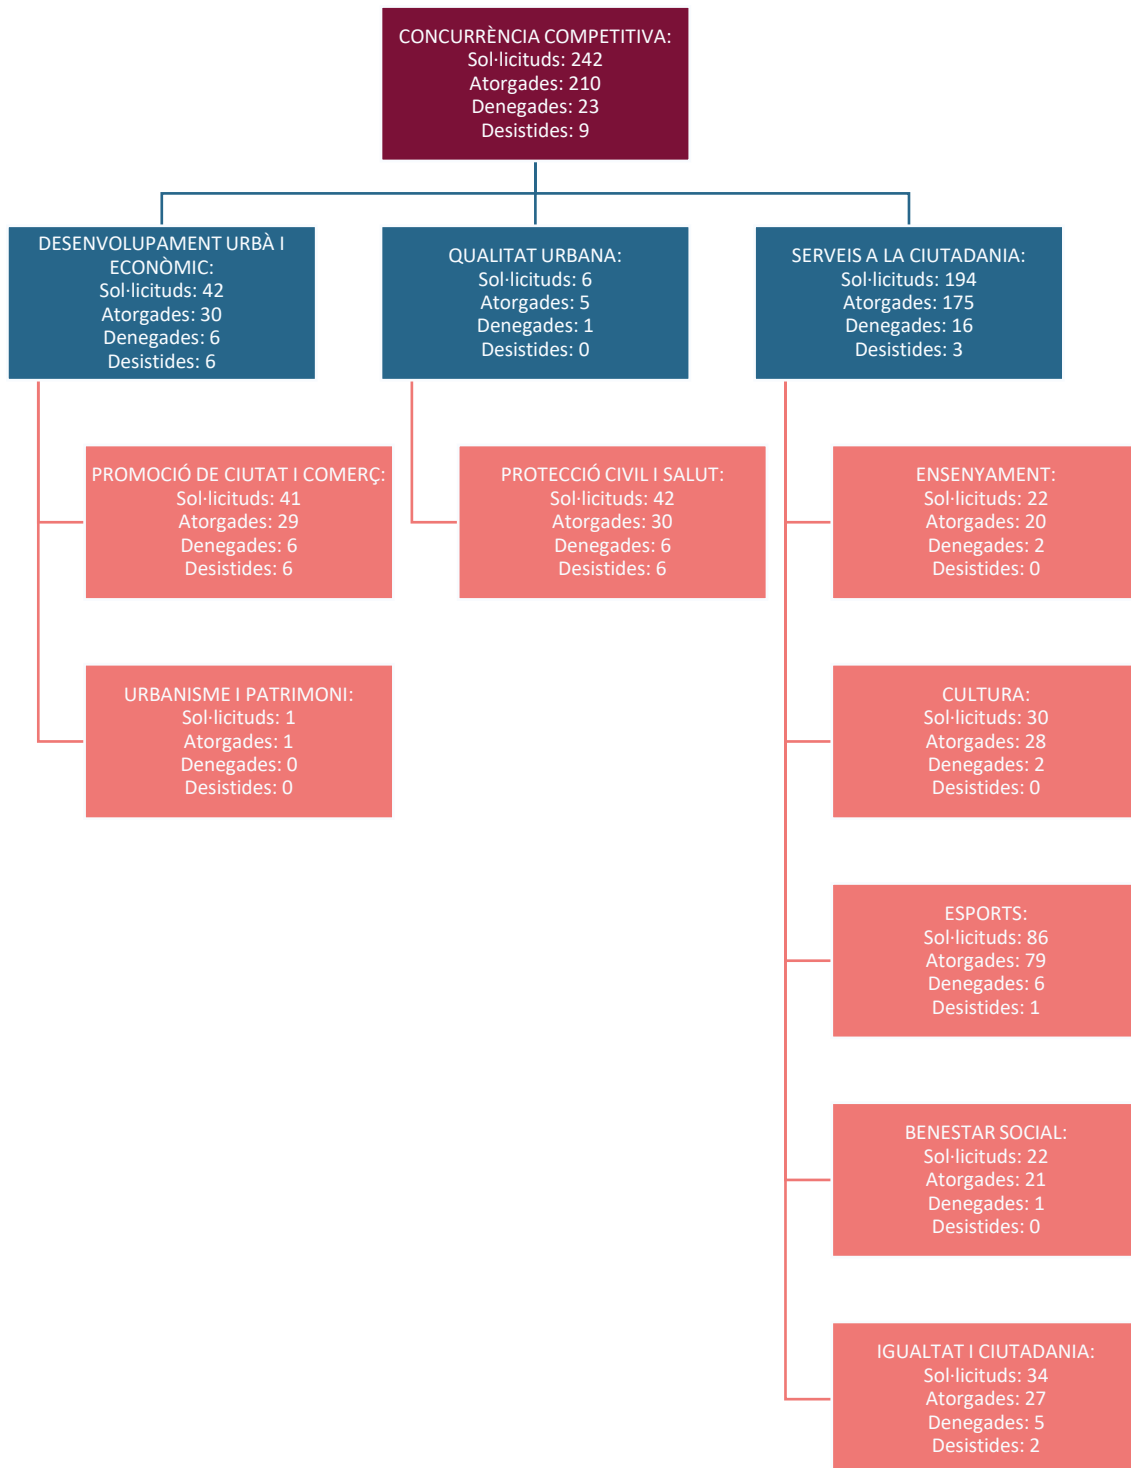 CONCURRÈNCIA COMPETITIVA:
Sol·licituds: 242
Atorgades: 210
Denegades: 23
Desistides: 9
DESENVOLUPAMENT URBÀ I
ECONÒMIC:
Sol·licituds: 42
Atorgades: 30
Denegades: 6
Desistides: 6
QUALITAT URBANA:
Sol·licituds: 6
Atorgades: 5
Denegades: 1
Desistides: 0
SERVEIS A LA CIUTADANIA:
Sol·licituds: 194
Atorgades: 175
Denegades: 16
Desistides: 3
PROMOCIÓ DE CIUTAT I COMERÇ:
Sol·licituds: 41
Atorgades: 29
Denegades: 6
Desistides: 6
PROTECCIÓ CIVIL I SALUT:
Sol·licituds: 42
Atorgades: 30
Denegades: 6
Desistides: 6
ENSENYAMENT:
Sol·licituds: 22
Atorgades: 20
Denegades: 2
Desistides: 0
URBANISME I PATRIMONI:
Sol·licituds: 1
Atorgades: 1
Denegades: 0
Desistides: 0
CULTURA:
Sol·licituds: 30
Atorgades: 28
Denegades: 2
Desistides: 0
ESPORTS:
Sol·licituds: 86
Atorgades: 79
Denegades: 6
Desistides: 1
BENESTAR SOCIAL:
Sol·licituds: 22
Atorgades: 21
Denegades: 1
Desistides: 0
IGUALTAT I CIUTADANIA:
Sol·licituds: 34
Atorgades: 27
Denegades: 5
Desistides: 2